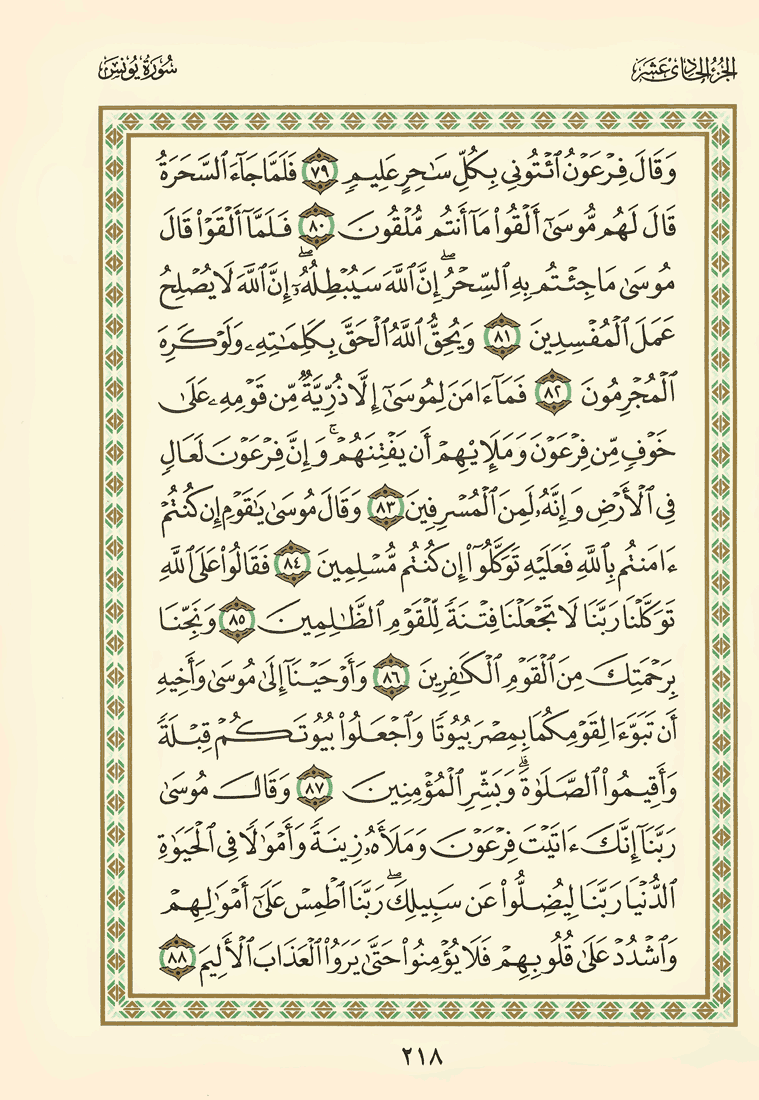 الجزء الحادي عشر
سورة يونس
وَقَالَ فِرْعَوْنُ ٱئْتُونِى بِكُلِّ سَٰحِرٍ عَلِيمٍ ٧٩ فَلَمَّا جَآءَ ٱلسَّحَرَةُ
قَالَ لَهُم مُّوسَىٰٓ أَلْقُوا۟ مَآ أَنتُم مُّلْقُونَ ٨٠ فَلَمَّآ أَلْقَوْا۟ قَالَ
مُوسَىٰ مَا جِئْتُم بِهِ ٱلسِّحْرُ ۖ إِنَّ ٱللَّهَ سَيُبْطِلُهُۥٓ ۖ إِنَّ ٱللَّهَ لَا يُصْلِحُ
عَمَلَ ٱلْمُفْسِدِينَ ٨١ وَيُحِقُّ ٱللَّهُ ٱلْحَقَّ بِكَلِمَٰتِهِۦ وَلَوْ كَرِهَ
ٱلْمُجْرِمُونَ ٨٢ فَمَآ ءَامَنَ لِمُوسَىٰٓ إِلَّا ذُرِّيَّةٌ مِّن قَوْمِهِۦ عَلَىٰ
خَوْفٍ مِّن فِرْعَوْنَ وَمَلَإِي۟هِمْ أَن يَفْتِنَهُمْ ۚ وَإِنَّ فِرْعَوْنَ لَعَالٍ
فِى ٱلْأَرْضِ وَإِنَّهُۥ لَمِنَ ٱلْمُسْرِفِينَ ٨٣ وَقَالَ مُوسَىٰ يَٰقَوْمِ إِن كُنتُمْ
ءَامَنتُم بِٱللَّهِ فَعَلَيْهِ تَوَكَّلُوٓا۟ إِن كُنتُم مُّسْلِمِينَ ٨٤ فَقَالُوا۟ عَلَى ٱللَّهِ
تَوَكَّلْنَا رَبَّنَا لَا تَجْعَلْنَا فِتْنَةً لِّلْقَوْمِ ٱلظَّٰلِمِينَ ٨٥ وَنَجِّنَا
بِرَحْمَتِكَ مِنَ ٱلْقَوْمِ ٱلْكَٰفِرِينَ ٨٦ وَأَوْحَيْنَآ إِلَىٰ مُوسَىٰ وَأَخِيهِ
أَن تَبَوَّءَا لِقَوْمِكُمَا بِمِصْرَ بُيُوتًا وَٱجْعَلُوا۟ بُيُوتَكُمْ قِبْلَةً
وَأَقِيمُوا۟ ٱلصَّلَوٰةَ ۗ وَبَشِّرِ ٱلْمُؤْمِنِينَ ٨٧ وَقَالَ مُوسَىٰ
رَبَّنَآ إِنَّكَ ءَاتَيْتَ فِرْعَوْنَ وَمَلَأَهُۥ زِينَةً وَأَمْوَٰلًا فِى ٱلْحَيَوٰةِ
ٱلدُّنْيَا رَبَّنَا لِيُضِلُّوا۟ عَن سَبِيلِكَ ۖ رَبَّنَا ٱطْمِسْ عَلَىٰٓ أَمْوَٰلِهِمْ
وَٱشْدُدْ عَلَىٰ قُلُوبِهِمْ فَلَا يُؤْمِنُوا۟ حَتَّىٰ يَرَوُا۟ ٱلْعَذَابَ ٱلْأَلِيمَ ٨٨
٢١٨